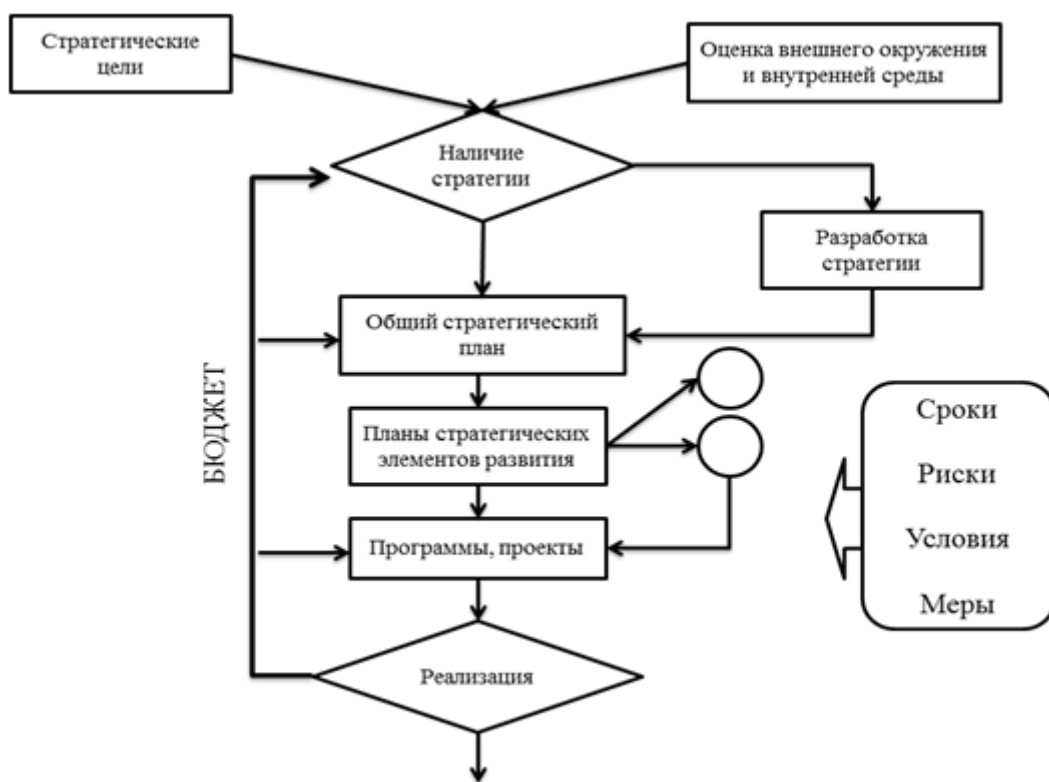 Стратегические
цели
Оценка внешнего окружения
и внутренней среды
Наличие
стратегии
Разработка
стратегии
Общий стратегический
план
БЮДЖЕТ
Планы стратегических
элементов развития
Программы, проекты
Реализация
Сроки
Риски
Условия
Меры